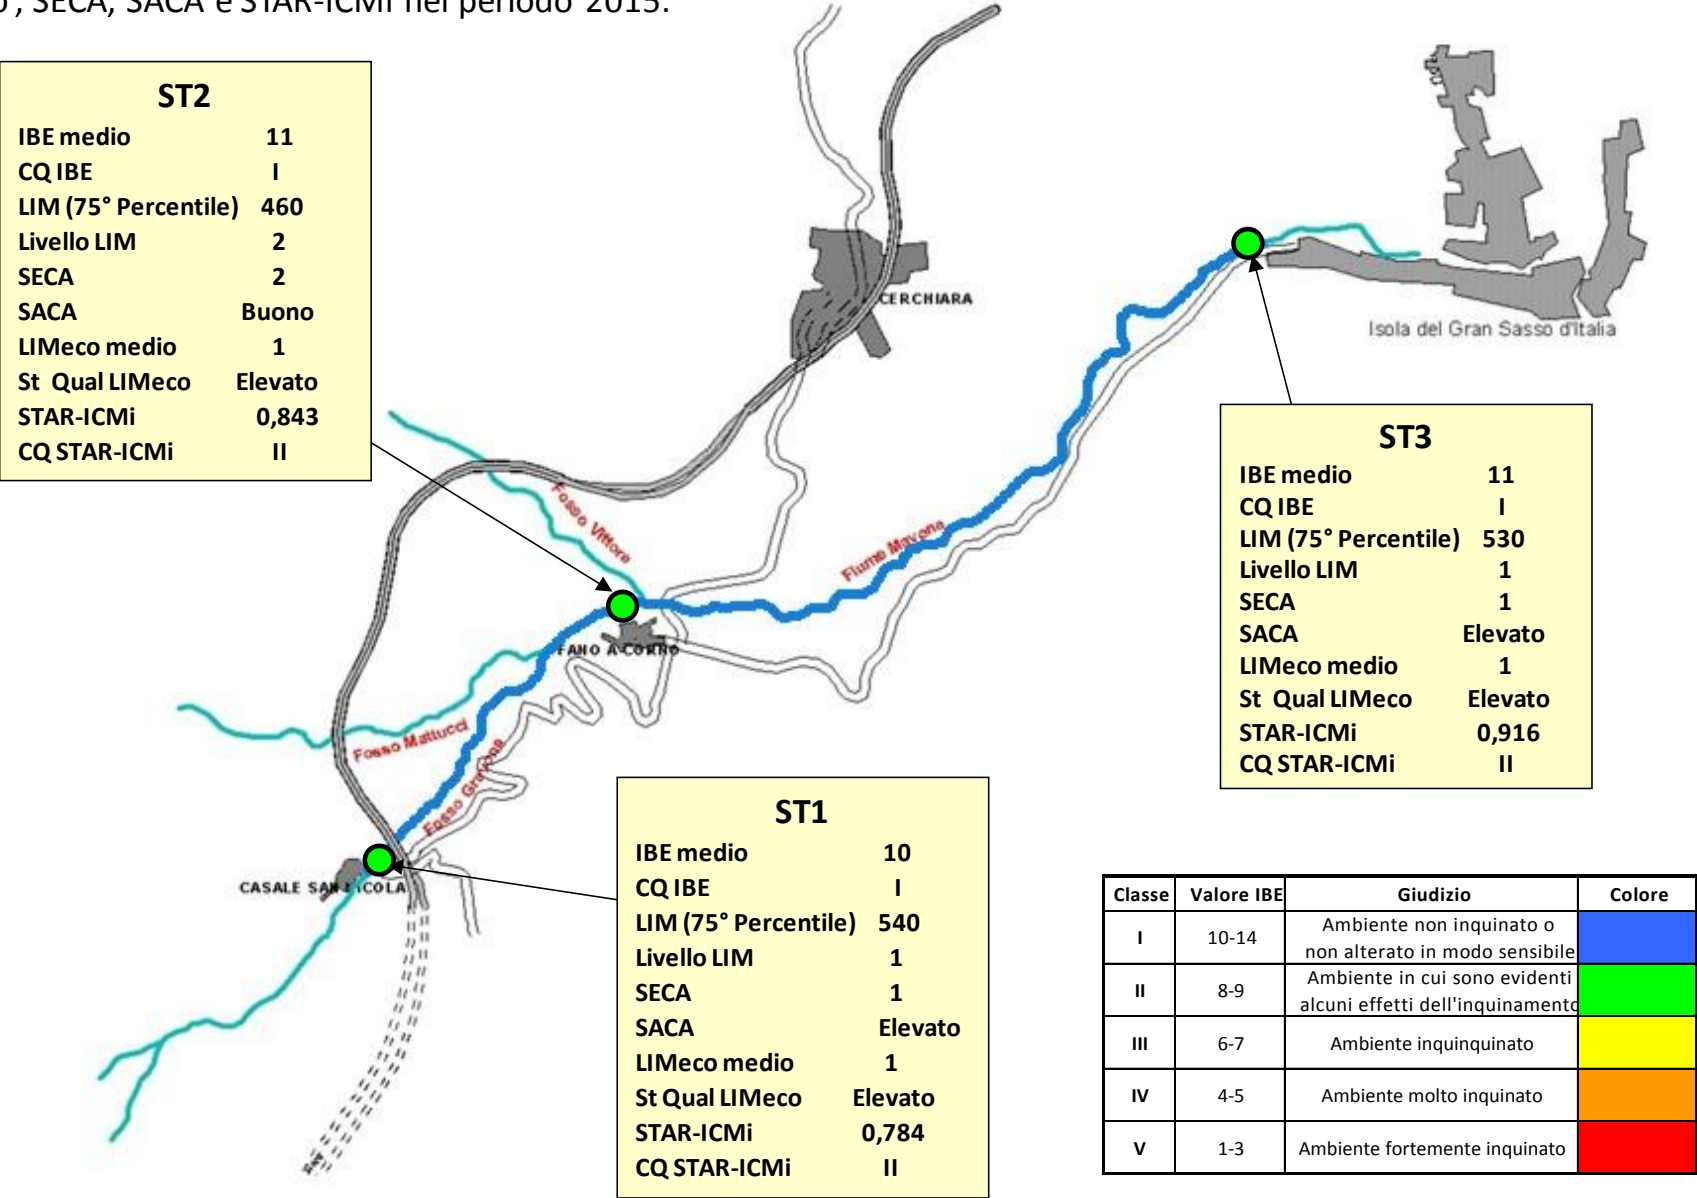 , SECA, SACA e STAR-ICMi nel periodo 2015.
ST2
IBE medio 11
CQ IBE I
LIM (75° Percentile) 460
Livello LIM 2
SECA 2
SACA Buono
LIMeco medio 1
St Qual LIMeco Elevato
STAR-ICMi 0,843
CQ STAR-ICMi II
CERCHIARA
Isola del Gran Sasso d'Italia
Fosso Vittore
Fiume Mavone
FANO A CORNO
Fosso Mattucci
CASALE SAN NICOLA
ST3
IBE medio 11
CQ IBE I
LIM (75° Percentile) 530
Livello LIM 1
SECA 1
SACA Elevato
LIMeco medio 1
St Qual LIMeco Elevato
STAR-ICMi 0,916
CQ STAR-ICMi II
ST1
IBE medio 10
CQ IBE I
LIM (75° Percentile) 540
Livello LIM 1
SECA 1
SACA Elevato
LIMeco medio 1
St Qual LIMeco Elevato
STAR-ICMi 0,784
CQ STAR-ICMi II
Classe Valore IBE Giudizio Colore
I 10-14 Ambiente non inquinato o
non alterato in modo sensibile
II 8-9 Ambiente in cui sono evidenti
alcuni effetti dell'inquinamento
III 6-7 Ambiente inquinquinato
IV 4-5 Ambiente molto inquinato
V 1-3 Ambiente fortemente inquinato